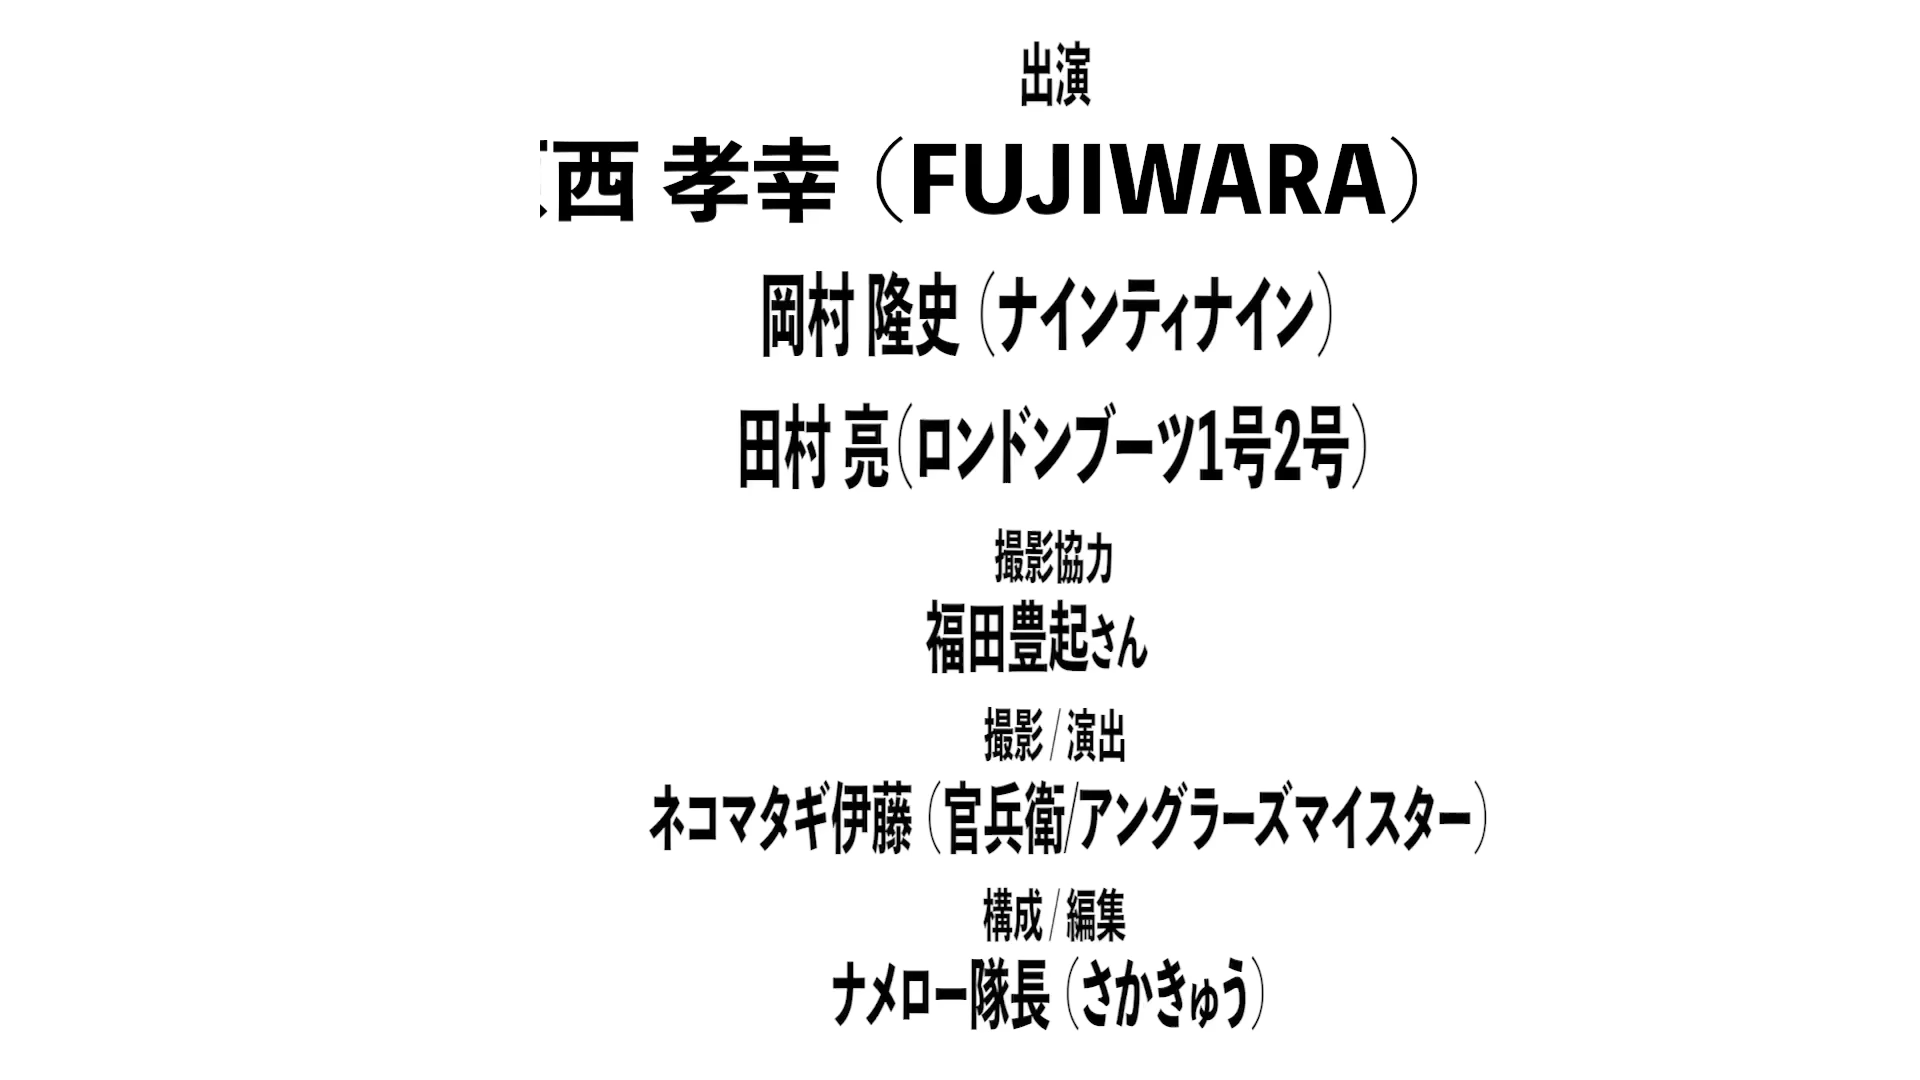 出演
西 孝幸（FUJIWARA）
岡村 隆史（ナインティナイン）
田村 亮（ロンドンブーツ1号2号）
撮影協力
福田豊起さん
撮影 / 演出
ネコマタギ伊藤（官兵衛/アングラーズマイスター）
構成 / 編集
ナメロー隊長（さかきゅう）